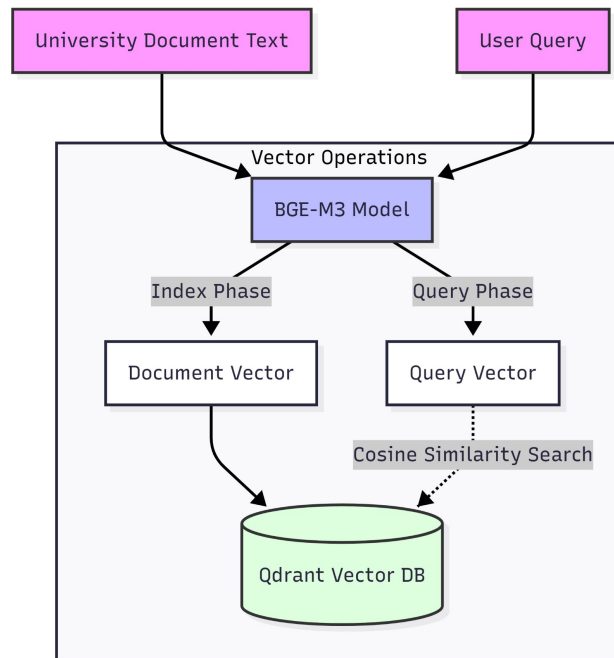 University Document Text
User Query
Vector Operations
BGE-M3 Model
Index Phase
Query Phase
Document Vector
Query Vector
Cosine Similarity Search
Qdrant Vector DB